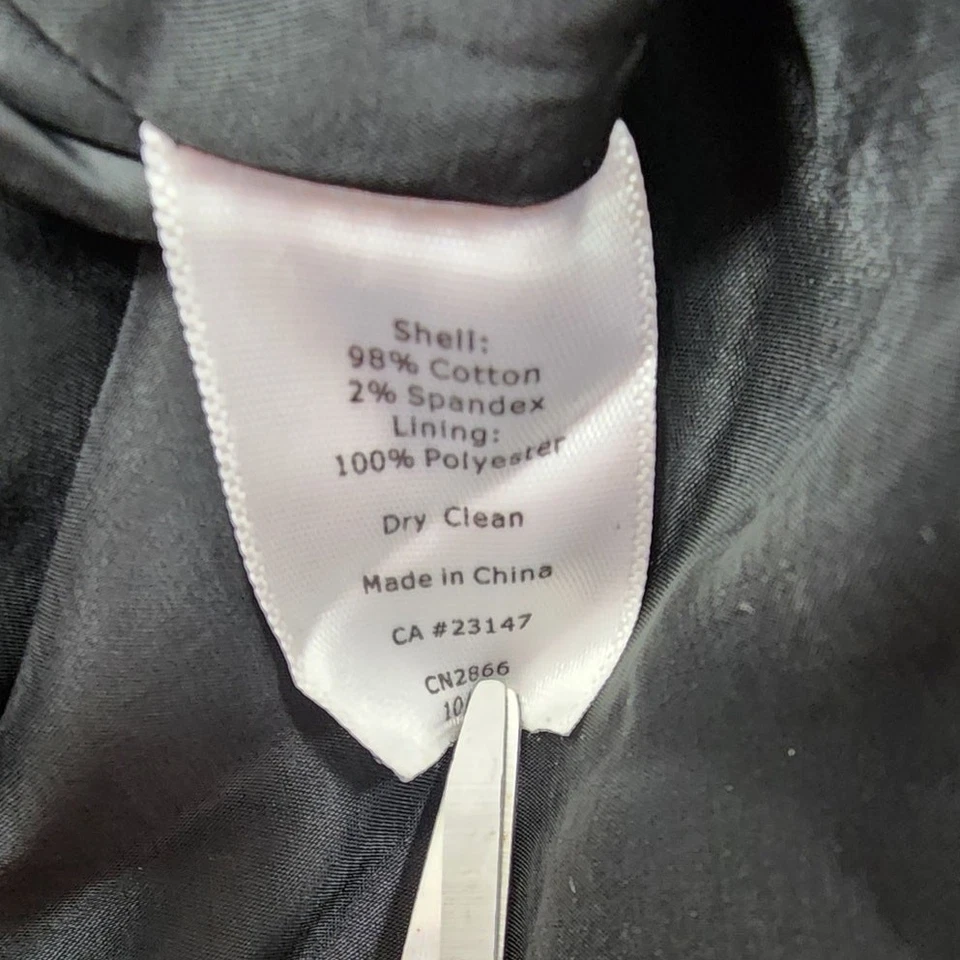 Shell:
98% Cotton
2% Spandex
Lining:
100% Polyester
Dry Clean
Made in China
CA #23147
CN2866